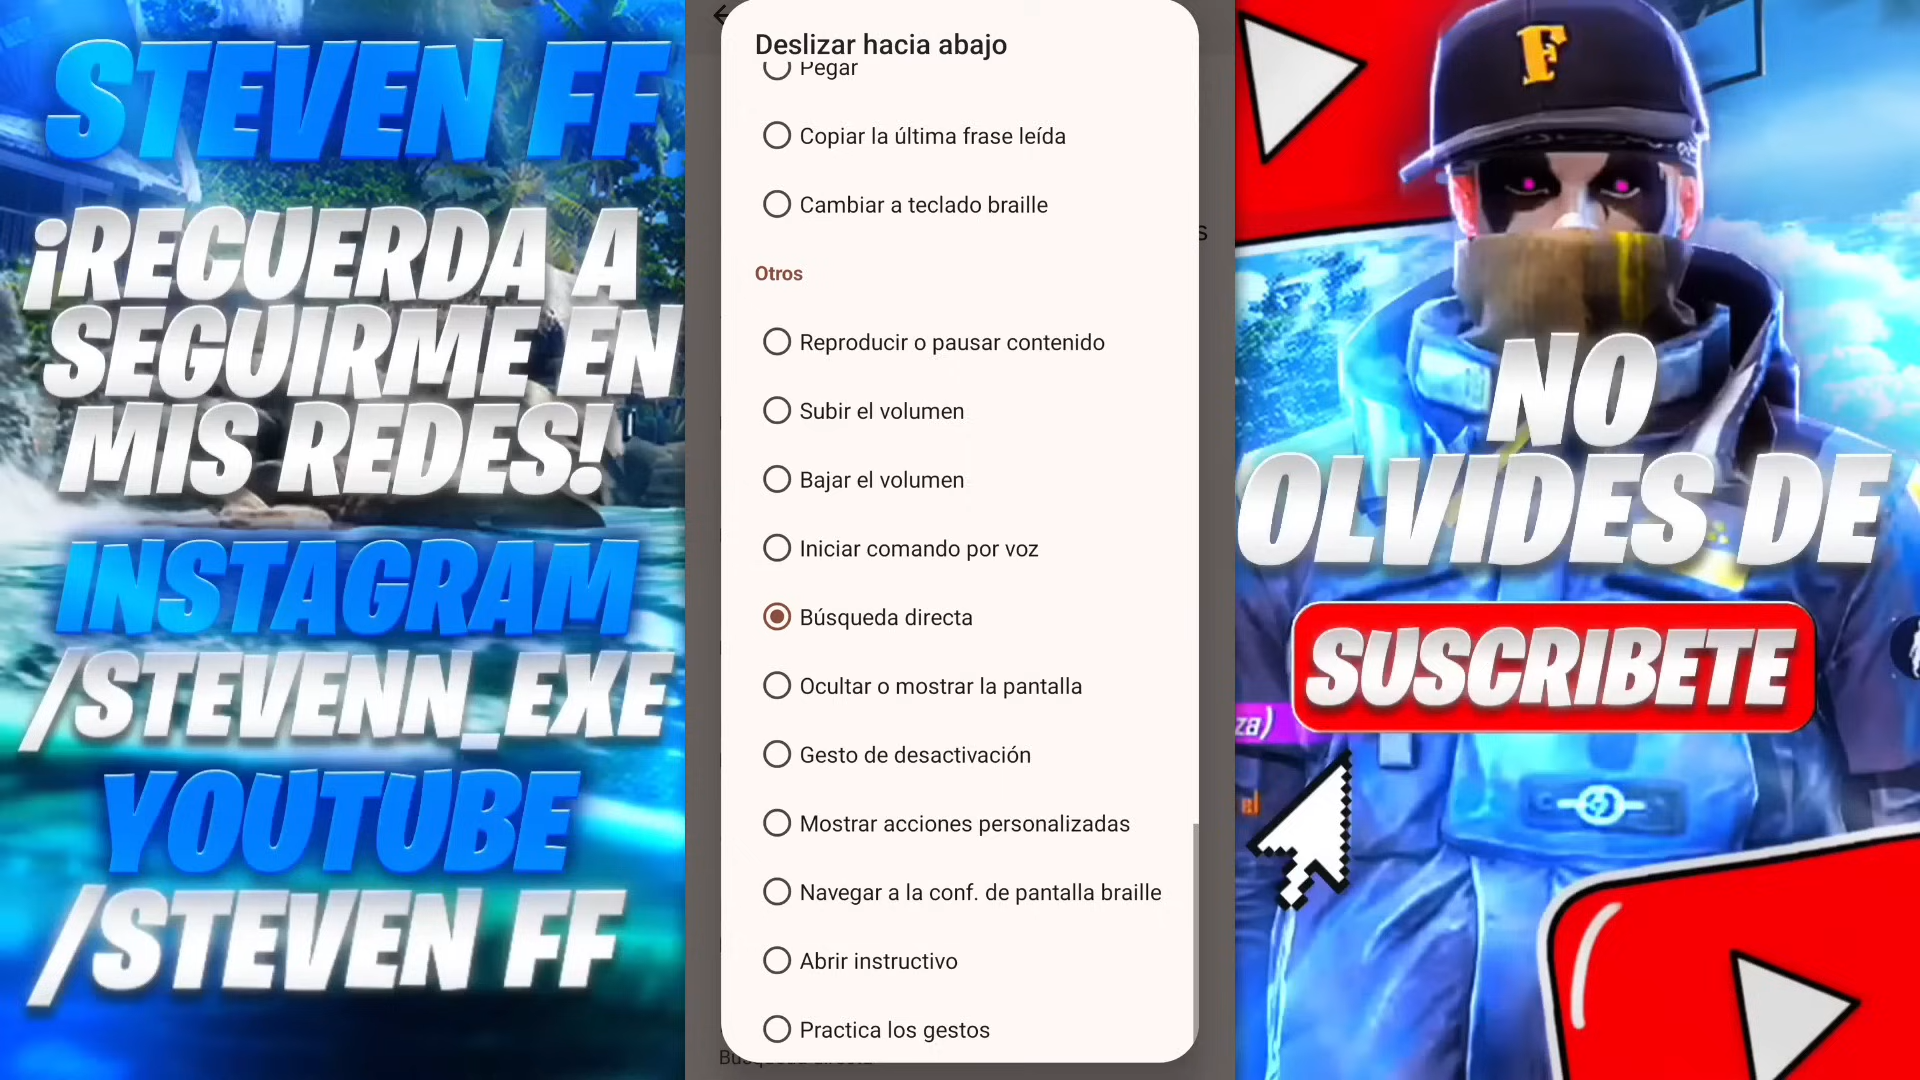 STEVEN FF
¡RECUERDA A
SEGUIRME EN
MIS REDES!
INSTAGRAM
/STEVENN_EXE
YOUTUBE
/STEVEN FF
Deslizar hacia abajo
Pegar
Copiar la última frase leída
Cambiar a teclado braille
Otros
Reproducir o pausar contenido
Subir el volumen
Bajar el volumen
Iniciar comando por voz
Búsqueda directa
Ocultar o mostrar la pantalla
Gesto de desactivación
Mostrar acciones personalizadas
Navegar a la conf. de pantalla braille
Abrir instructivo
Practica los gestos
F
NO
OLVIDES DE
SUSCRIBETE
za)